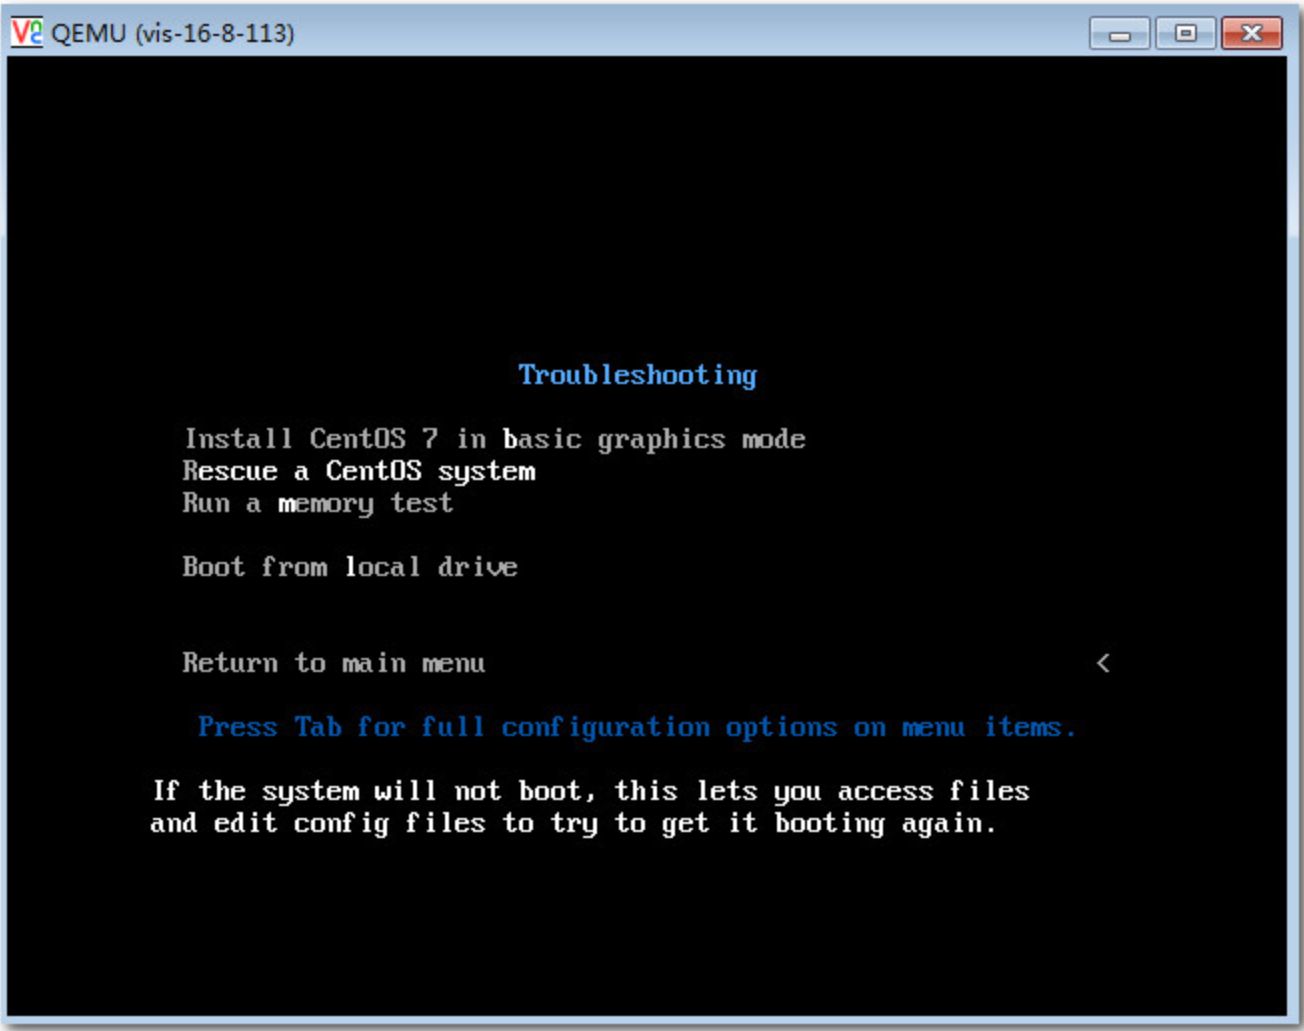 QEMU (vis-16-8-113)
Troubleshooting
Install CentOS 7 in basic graphics mode
Rescue a CentOS system
Run a memory test
Boot from local drive
Return to main menu <
Press Tab for full configuration options on menu items.
If the system will not boot, this lets you access files
and edit config files to try to get it booting again.